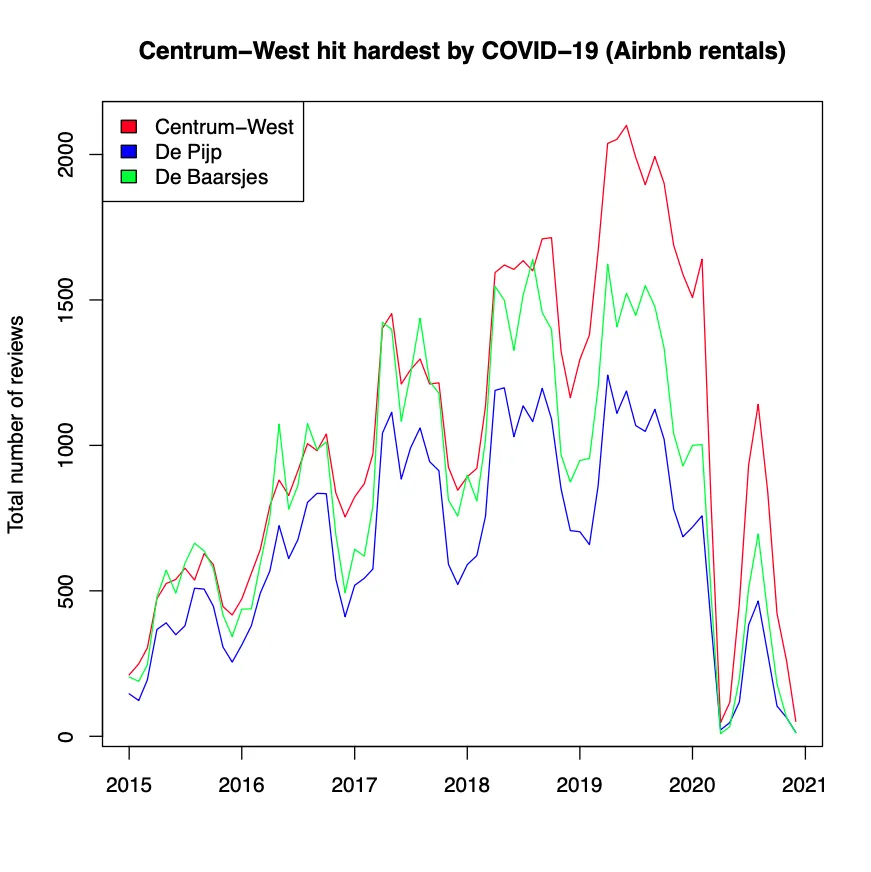 Centrum–West hit hardest by COVID–19 (Airbnb rentals)
Centrum–West
De Pijp
De Baarsjes
Total number of reviews
2000
1500
1000
500
0
2015 2016 2017 2018 2019 2020 2021